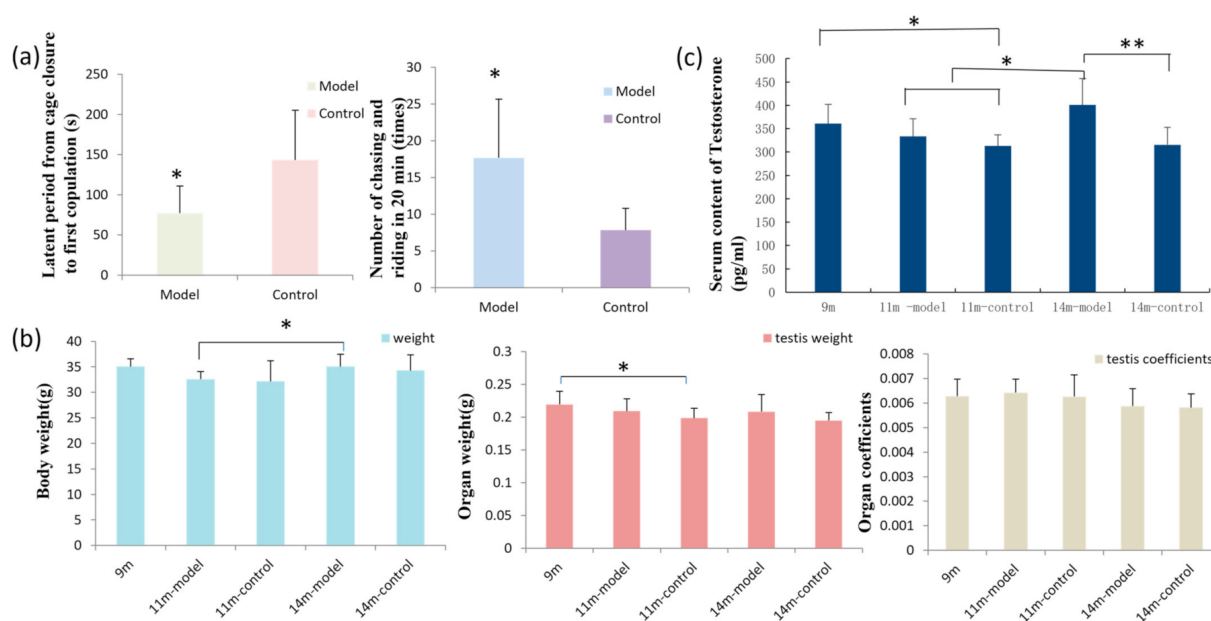 (a)
Latent period from cage closure
to first copulation (s)
250
200
150
100
50
0
Model
Control
*
Model
Control
Number of chasing and
riding in 20 min (times)
30
25
20
15
10
5
0
*
Model
Control
Model
Control
(c)
Serum content of Testosterone
(pg/ml)
500
450
400
350
300
250
200
150
100
50
0
*
*
**
9m
11m -model
11m-control
14m-model
14m-control
(b)
Body weight(g)
40
35
30
25
20
15
10
5
0
*
weight
9m
11m-model
11m-control
14m-model
14m-control
Organ weight(g)
0.25
0.2
0.15
0.1
0.05
0
*
testis weight
9m
11m-model
11m-control
14m-model
14m-control
Organ coefficients
0.008
0.007
0.006
0.005
0.004
0.003
0.002
0.001
0
testis coefficients
9m
11m-model
11m-control
14m-model
14m-control